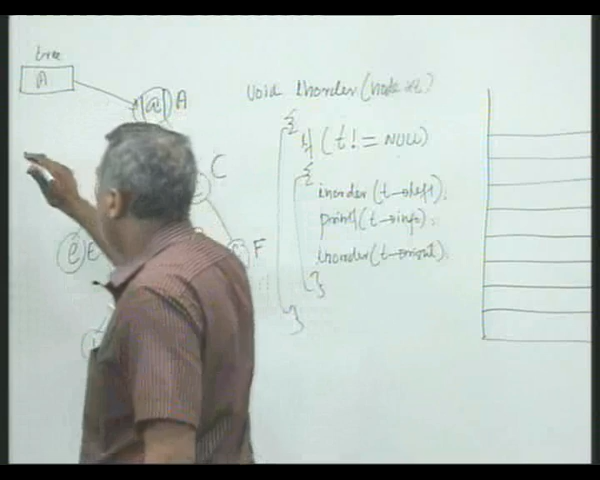 tree
A
a A
C
e E
F
void Inorder(node *t)
{
if (t != NULL)
{
inorder(t→left);
printf(t→info);
inorder(t→right);
}
}